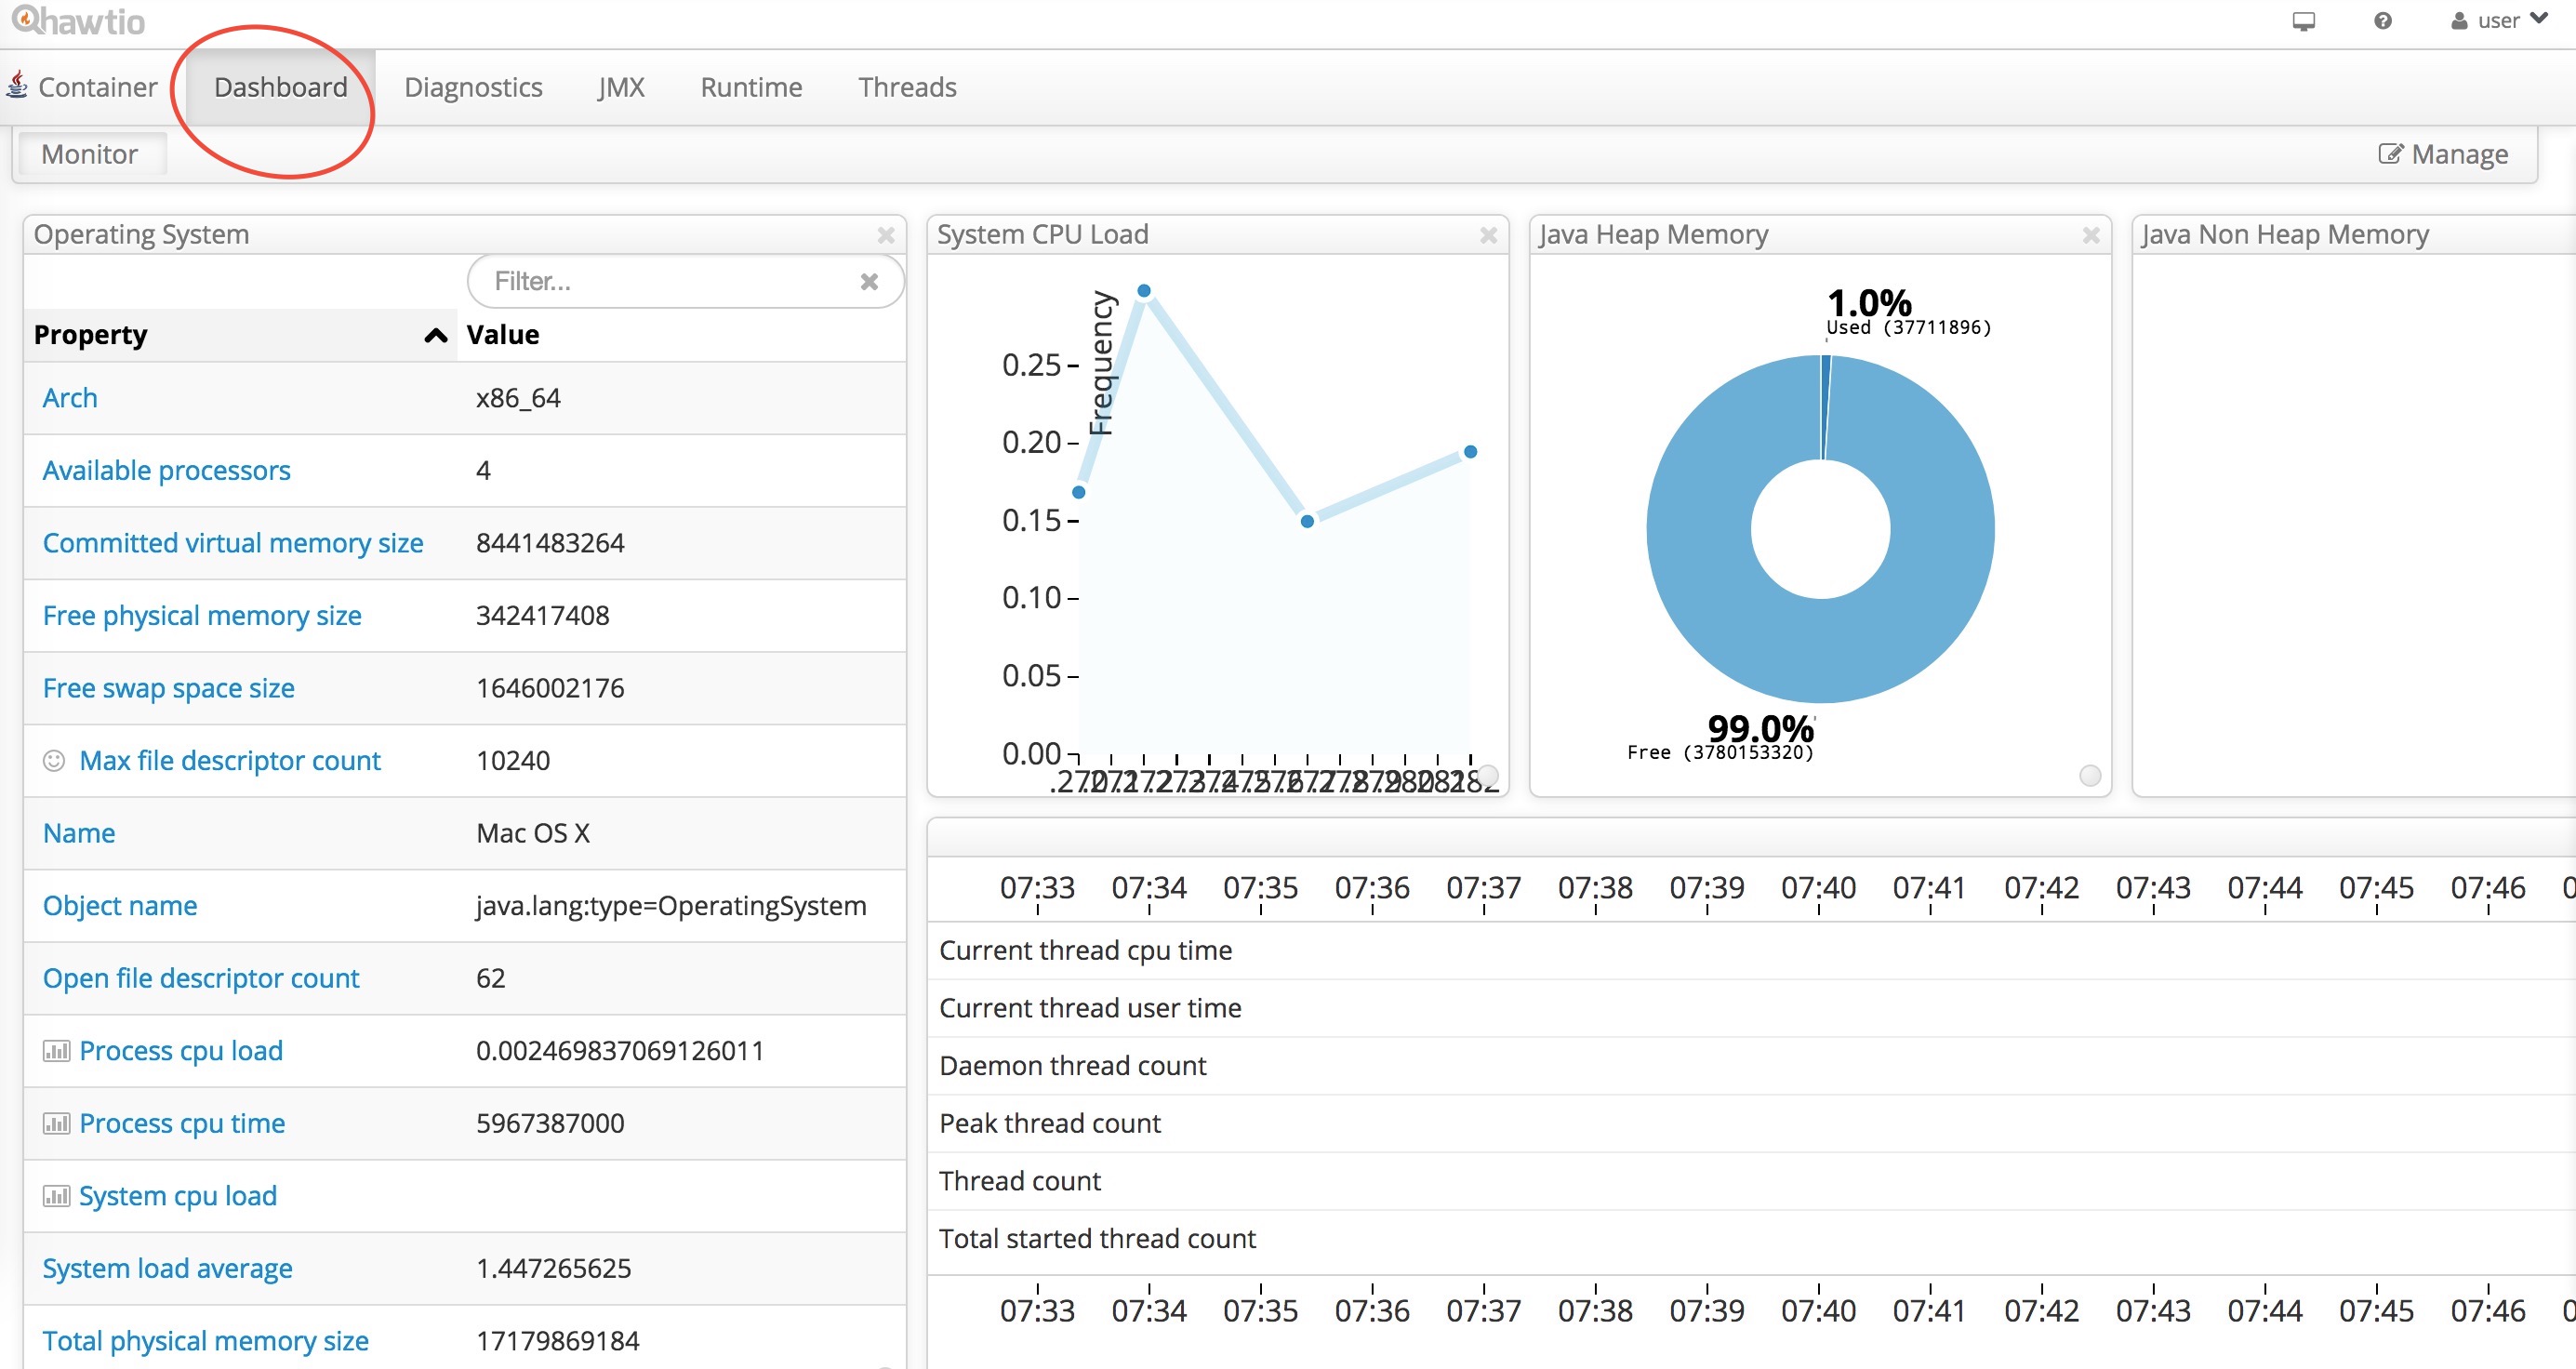 hawtio
user
Container Dashboard Diagnostics JMX Runtime Threads
Monitor
Manage
Operating System
Filter...
Property Value
Arch x86_64
Available processors 4
Committed virtual memory size 8441483264
Free physical memory size 342417408
Free swap space size 1646002176
Max file descriptor count 10240
Name Mac OS X
Object name java.lang:type=OperatingSystem
Open file descriptor count 62
Process cpu load 0.002469837069126011
Process cpu time 5967387000
System cpu load
System load average 1.447265625
Total physical memory size 17179869184
System CPU Load
Frequency
0.25
0.20
0.15
0.10
0.05
0.00
Java Heap Memory
1.0%
Used (37711896)
99.0%
Free (3780153320)
Java Non Heap Memory
07:33 07:34 07:35 07:36 07:37 07:38 07:39 07:40 07:41 07:42 07:43 07:44 07:45 07:46
Current thread cpu time
Current thread user time
Daemon thread count
Peak thread count
Thread count
Total started thread count
07:33 07:34 07:35 07:36 07:37 07:38 07:39 07:40 07:41 07:42 07:43 07:44 07:45 07:46